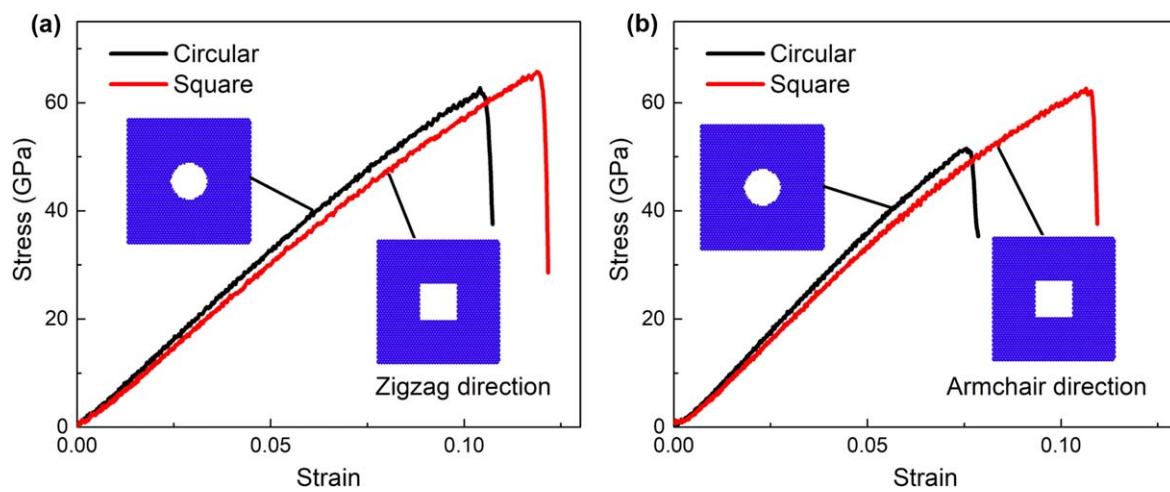 (a)
Circular
Square
60
40
20
0
Stress (GPa)
0.00
0.05
0.10
Strain
Zigzag direction
(b)
Circular
Square
60
40
20
0
Stress (GPa)
0.00
0.05
0.10
Strain
Armchair direction